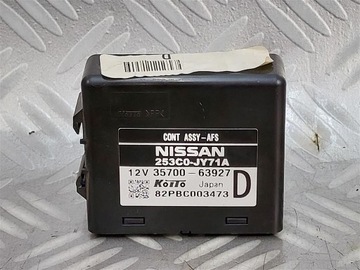 D
CONT ASSY-AFS
NISSAN
253C0-JY71A
12V 35700-63927
D
KOITO Japan
82PBC003473